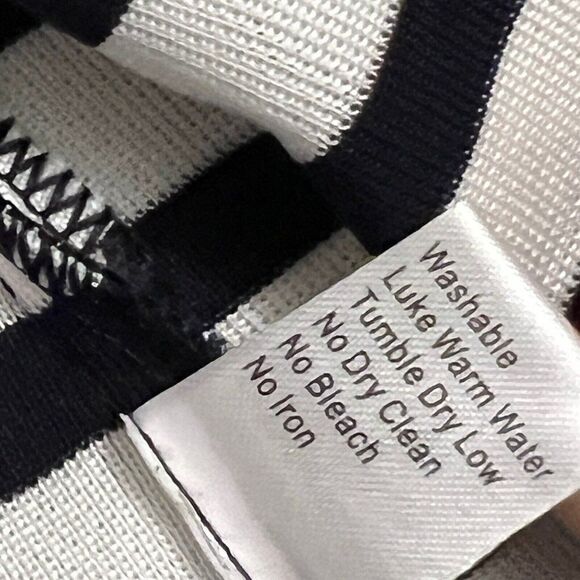 Washable
Luke Warm Water
Tumble Dry Low
No Dry Clean
No Bleach
No Iron